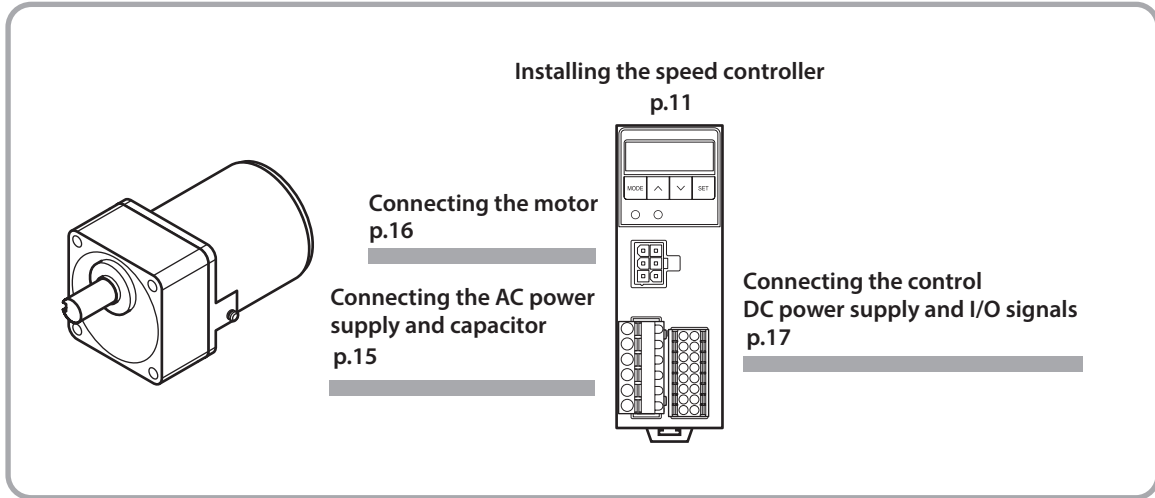 Installing the speed controller
p.11
MODE
SET
Connecting the motor
p.16
Connecting the AC power
supply and capacitor
p.15
Connecting the control
DC power supply and I/O signals
p.17